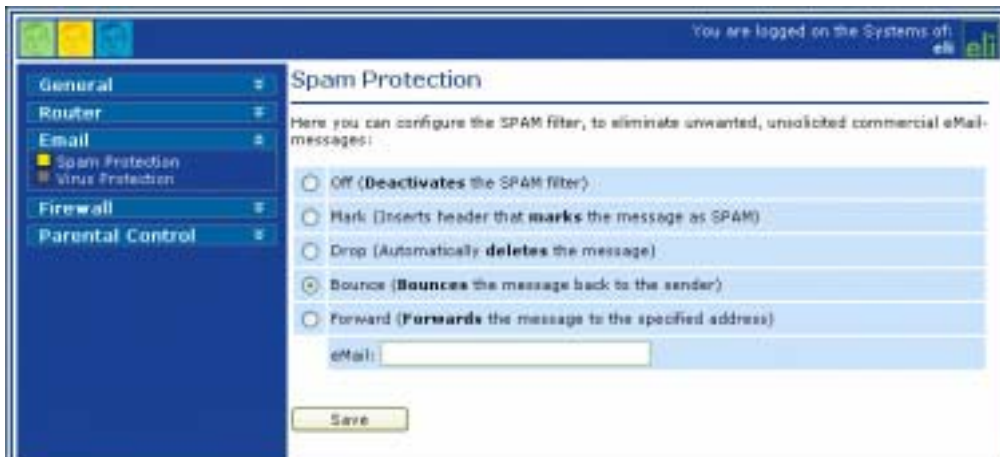 You are logged on the Systems of:
eli
eli
General
Router
Email
Spam Protection
Virus Protection
Firewall
Parental Control
Spam Protection
Here you can configure the SPAM filter, to eliminate unwanted, unsolicited commercial eMail-
messages:
Off (Deactivates the SPAM filter)
Mark (Inserts header that marks the message as SPAM)
Drop (Automatically deletes the message)
Bounce (Bounces the message back to the sender)
Forward (Forwards the message to the specified address)
eMail:
Save